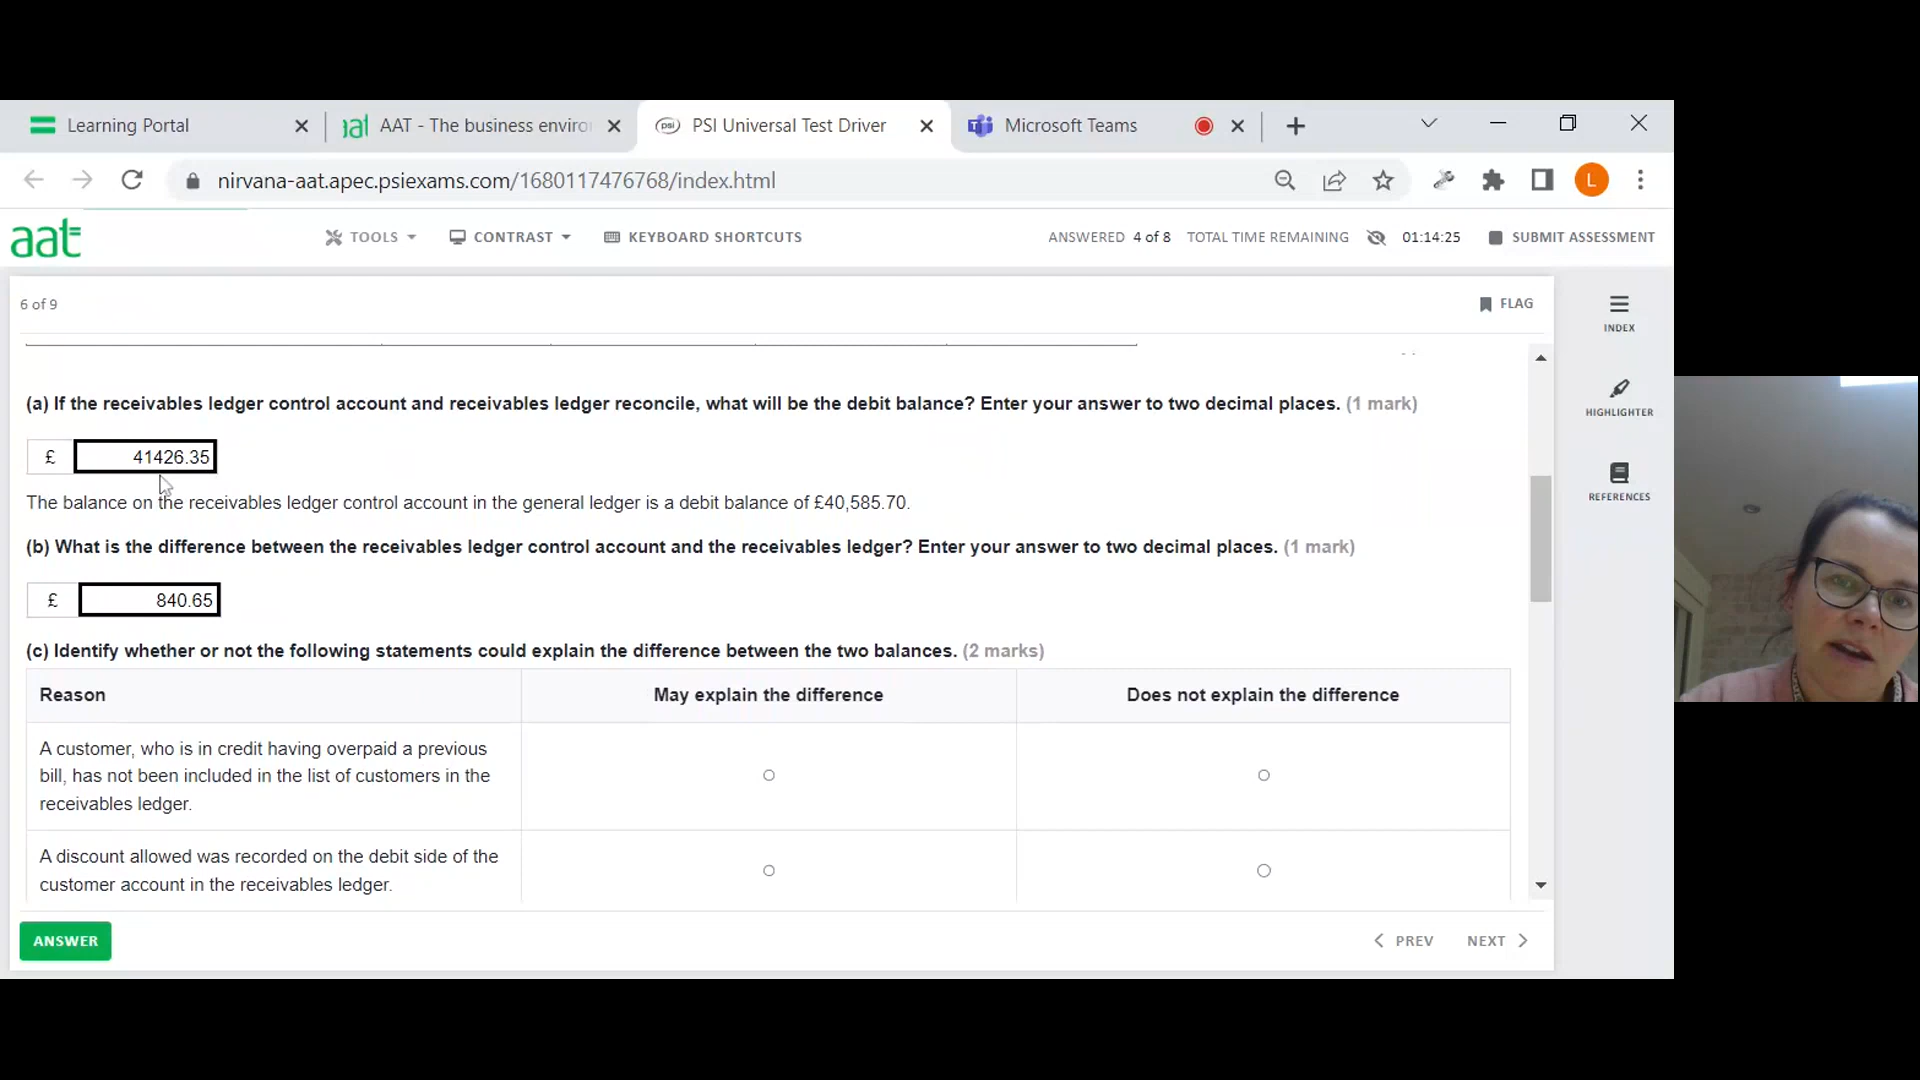 Learning Portal
aat AAT - The business enviro
psi PSI Universal Test Driver
Microsoft Teams
nirvana-aat.apec.psiexams.com/1680117476768/index.html
L
aat
TOOLS
CONTRAST
KEYBOARD SHORTCUTS
ANSWERED 4 of 8
TOTAL TIME REMAINING
01:14:25
SUBMIT ASSESSMENT
6 of 9
FLAG
INDEX
HIGHLIGHTER
REFERENCES
(a) If the receivables ledger control account and receivables ledger reconcile, what will be the debit balance? Enter your answer to two decimal places. (1 mark)
£ 41426.35
The balance on the receivables ledger control account in the general ledger is a debit balance of £40,585.70.
(b) What is the difference between the receivables ledger control account and the receivables ledger? Enter your answer to two decimal places. (1 mark)
£ 840.65
(c) Identify whether or not the following statements could explain the difference between the two balances. (2 marks)
Reason
May explain the difference
Does not explain the difference
A customer, who is in credit having overpaid a previous
bill, has not been included in the list of customers in the
receivables ledger.
A discount allowed was recorded on the debit side of the
customer account in the receivables ledger.
ANSWER
PREV
NEXT